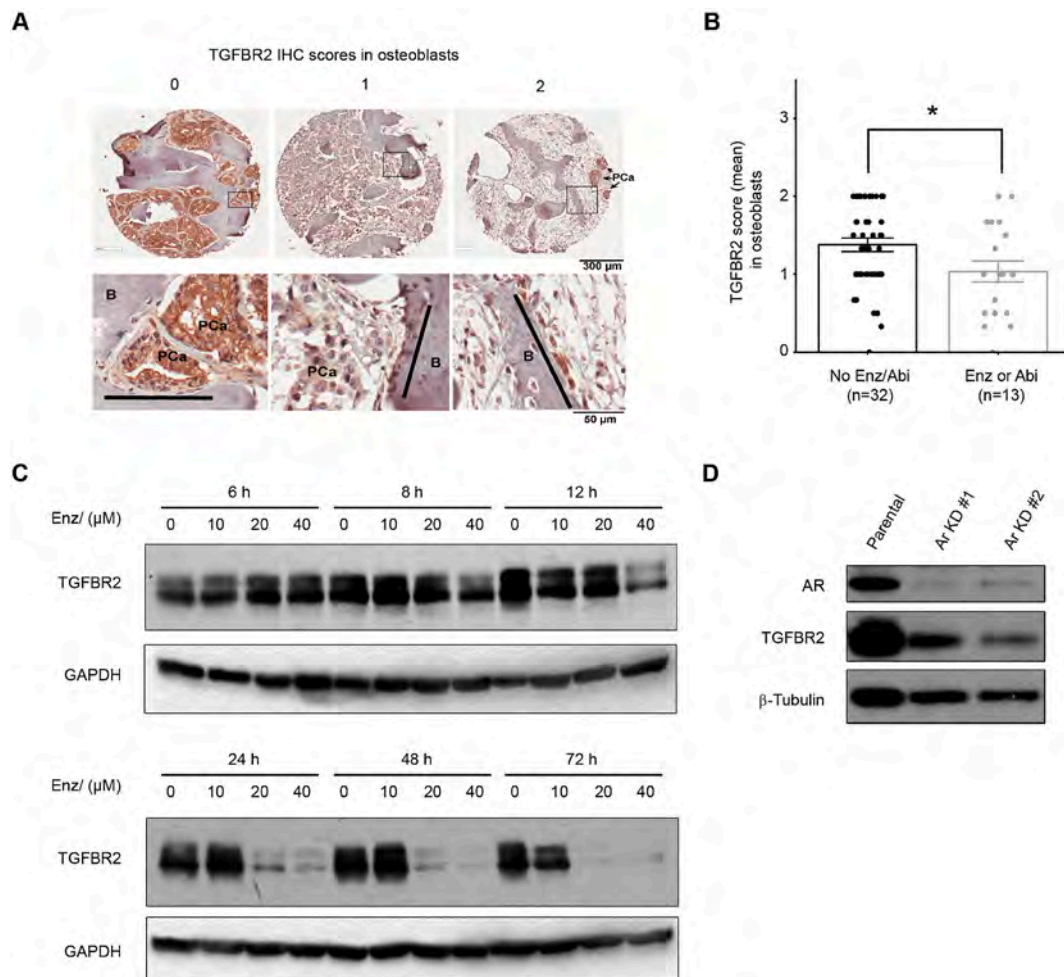 A
TGFBR2 IHC scores in osteoblasts
0 1 2
PCa
300 μm
B
PCa
PCa
PCa
B
B
50 μm
B
TGFBR2 score (mean)
in osteoblasts
3
2
1
0
*
No Enz/Abi
(n=32)
Enz or Abi
(n=13)
C
6 h 8 h 12 h
Enz/ (μM) 0 10 20 40 0 10 20 40 0 10 20 40
TGFBR2
GAPDH
24 h 48 h 72 h
Enz/ (μM) 0 10 20 40 0 10 20 40 0 10 20 40
TGFBR2
GAPDH
D
Parental Ar KD #1 Ar KD #2
AR
TGFBR2
β-Tubulin